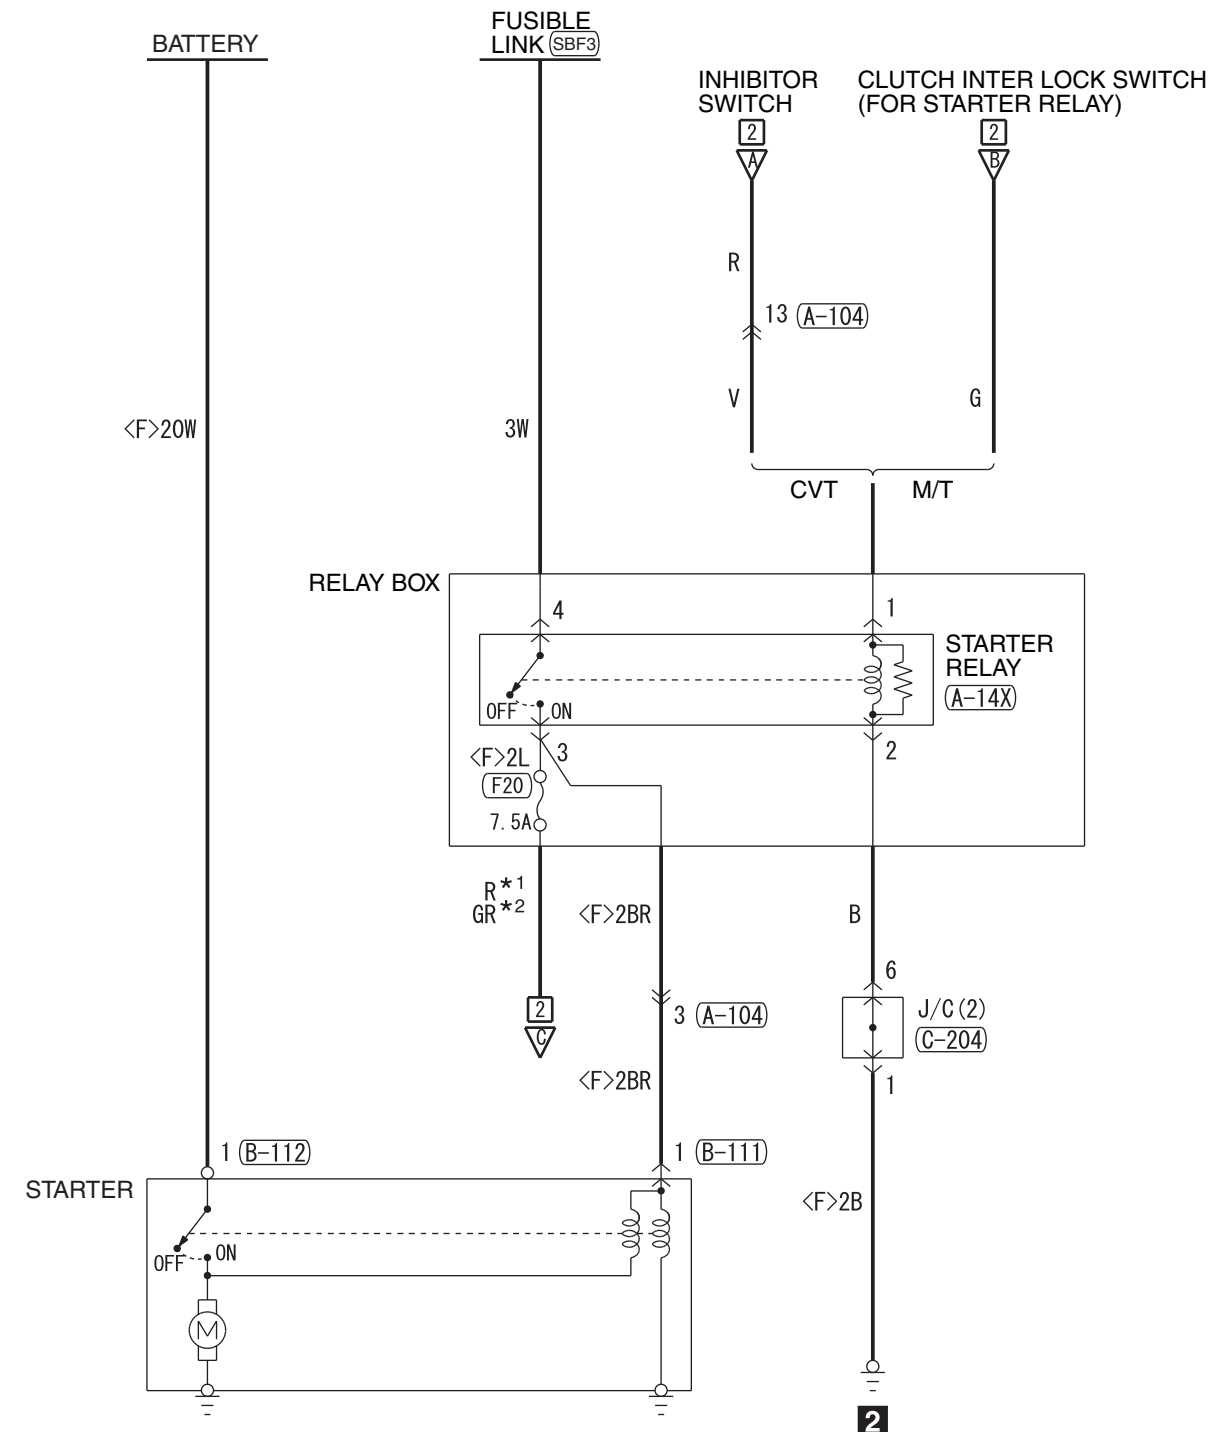 BATTERY
FUSIBLE
LINK SBF3
INHIBITOR
SWITCH
2
A
CLUTCH INTER LOCK SWITCH
(FOR STARTER RELAY)
2
B
R
13 A-104
<F>20W
3W
V
G
CVT
M/T
RELAY BOX
4
1
STARTER
RELAY
A-14X
OFF
ON
3
2
<F>2L
F20
7.5A
R*1
GR*2
<F>2BR
B
6
2
C
3 A-104
J/C(2)
C-204
1
<F>2BR
1 B-112
1 B-111
STARTER
<F>2B
OFF
ON
M
2